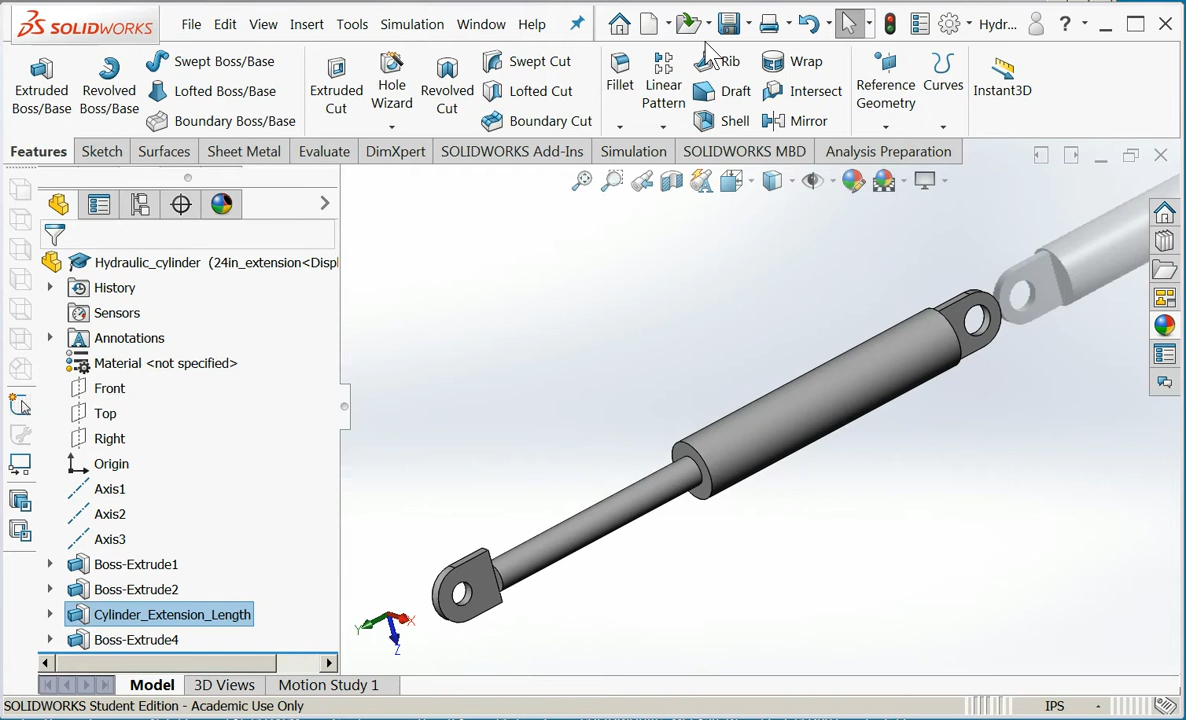 SOLIDWORKS File Edit View Insert Tools Simulation Window Help Hydr... ?
Extruded Boss/Base
Revolved Boss/Base
Swept Boss/Base
Lofted Boss/Base
Boundary Boss/Base
Extruded Cut
Hole Wizard
Revolved Cut
Swept Cut
Lofted Cut
Boundary Cut
Fillet
Linear Pattern
Rib
Draft
Shell
Wrap
Intersect
Mirror
Reference Geometry
Curves
Instant3D
Features Sketch Surfaces Sheet Metal Evaluate DimXpert SOLIDWORKS Add-Ins Simulation SOLIDWORKS MBD Analysis Preparation
Hydraulic_cylinder (24in_extension<Displ
History
Sensors
Annotations
Material <not specified>
Front
Top
Right
Origin
Axis1
Axis2
Axis3
Boss-Extrude1
Boss-Extrude2
Cylinder_Extension_Length
Boss-Extrude4
Y X
Z
Model 3D Views Motion Study 1
SOLIDWORKS Student Edition - Academic Use Only IPS